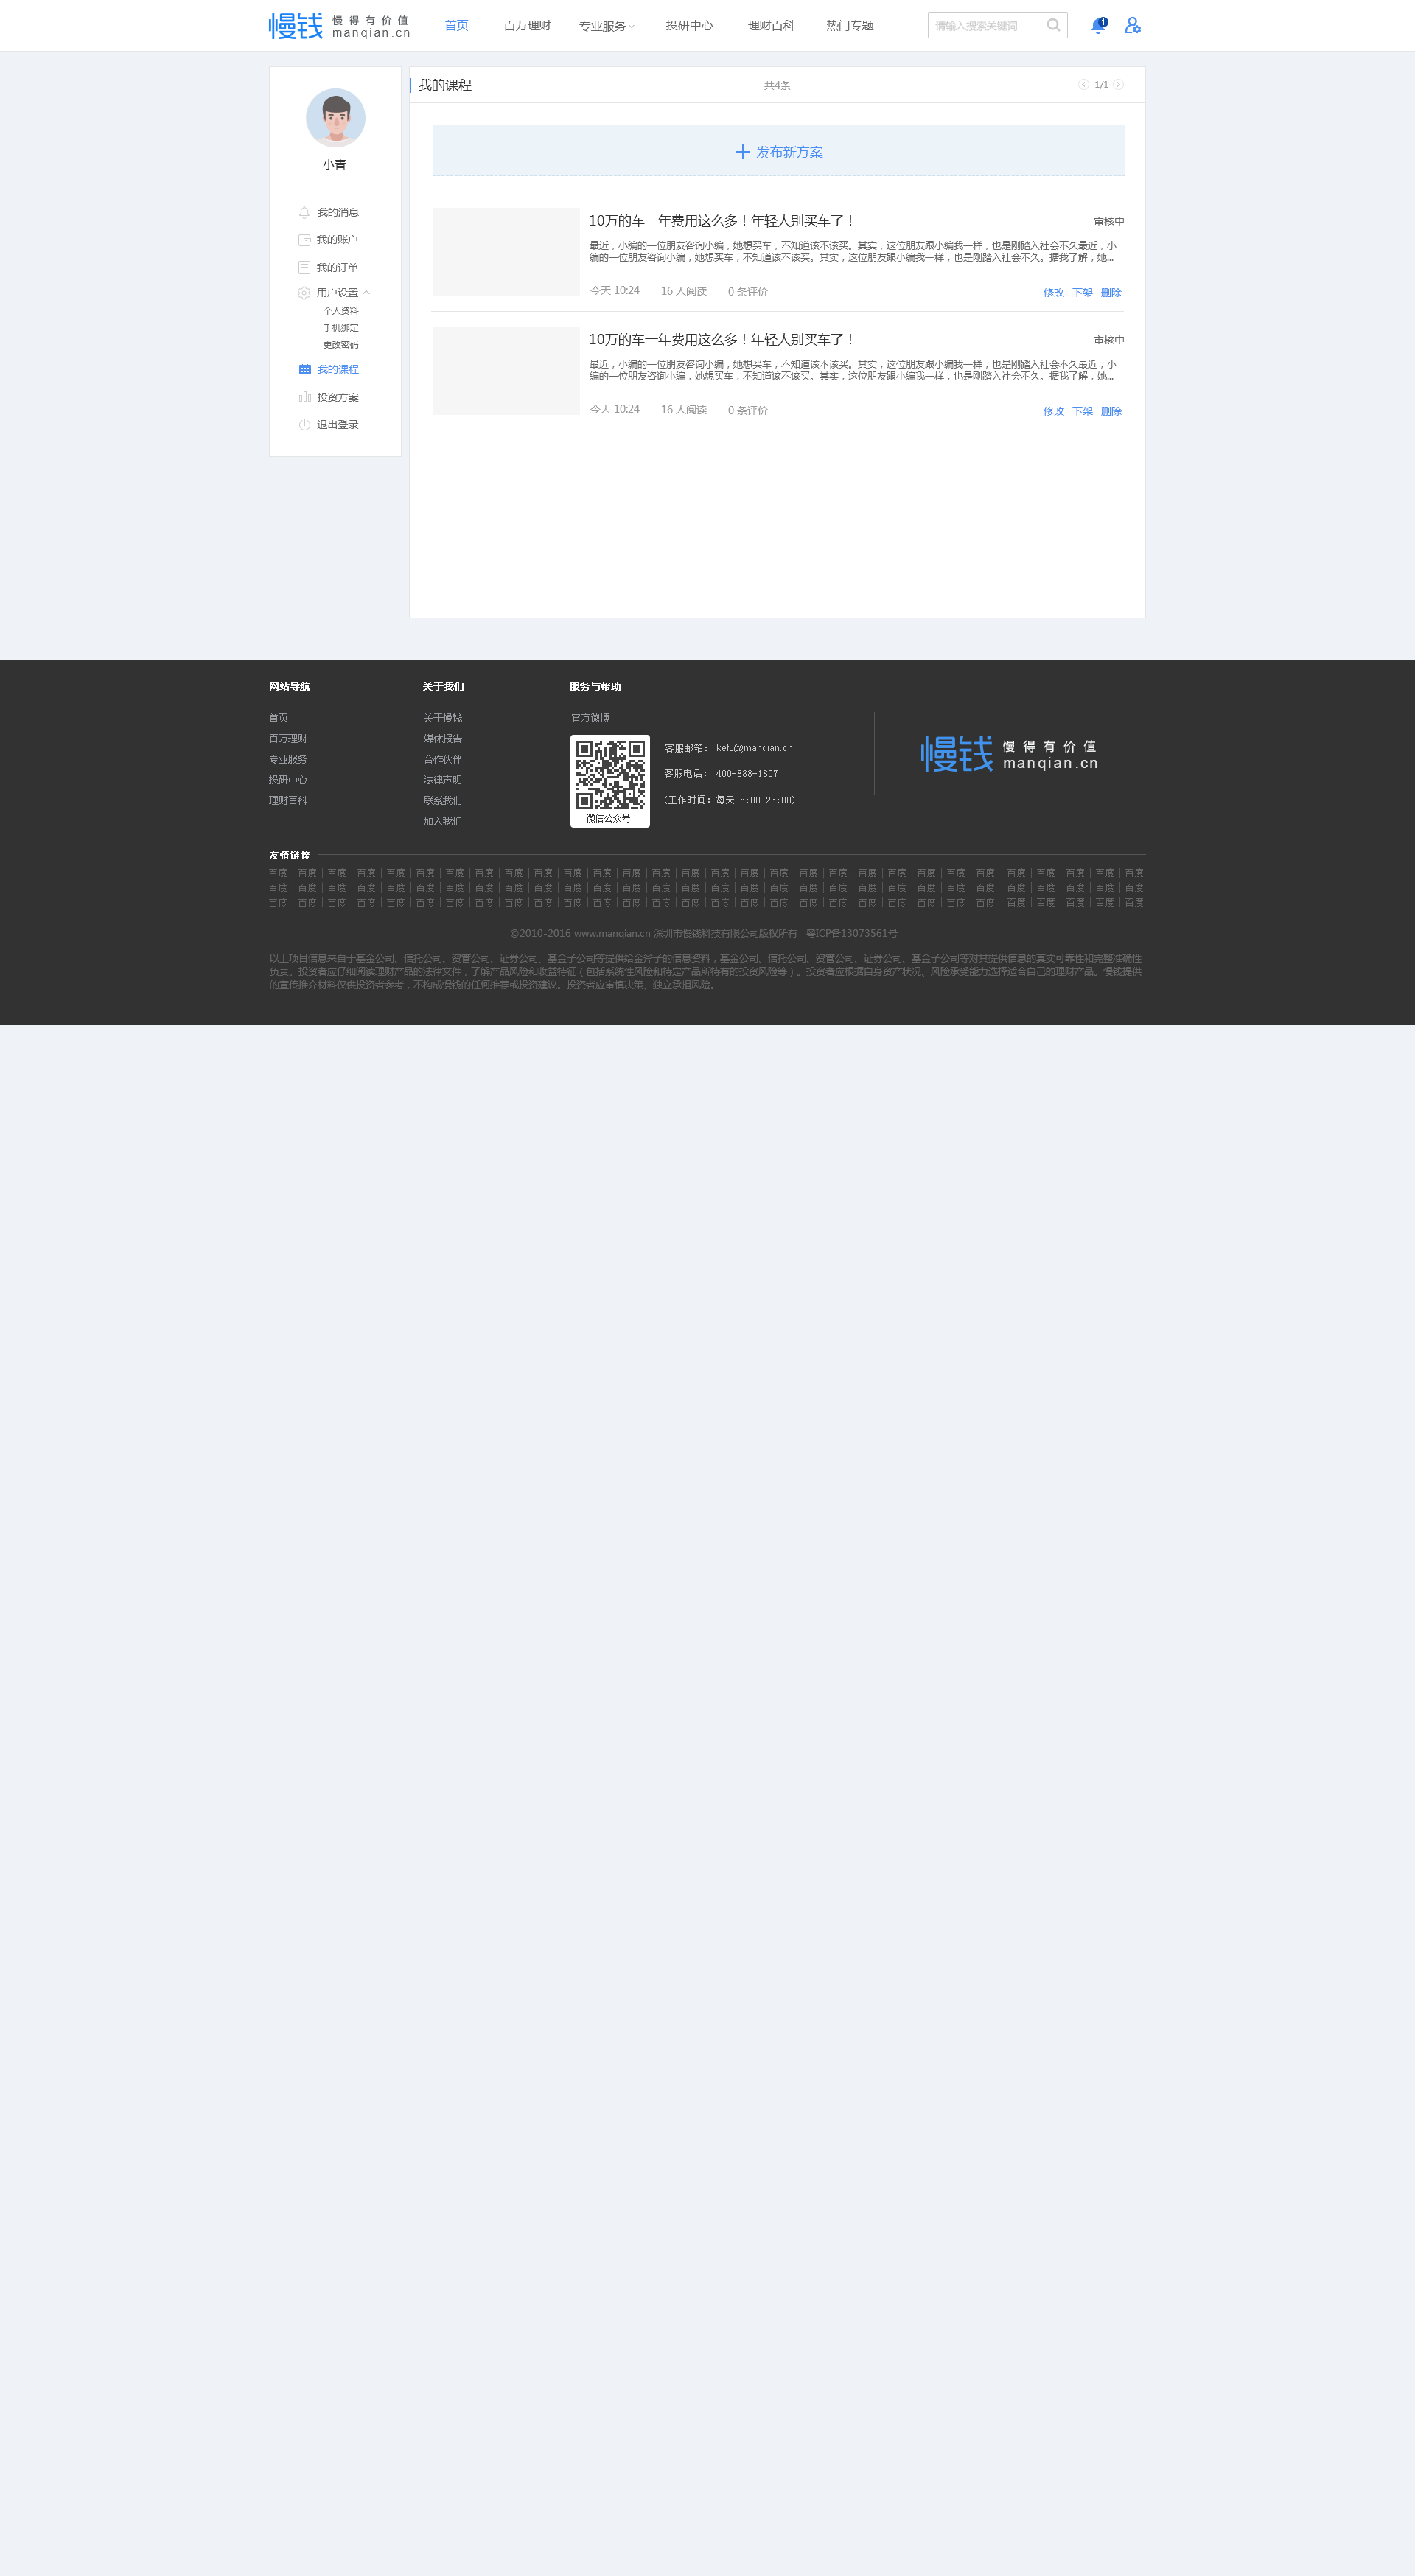 慢钱 慢得有价值 manqian.cn
首页 百万理财 专业服务 投研中心 理财百科 热门专题 请输入搜索关键词 1
小青
我的消息
我的账户
我的订单
用户设置
个人资料
手机绑定
更改密码
我的课程
投资方案
退出登录
我的课程 共4条 1/1
发布新方案
10万的车一年费用这么多！年轻人别买车了！ 审核中
最近，小编的一位朋友咨询小编，她想买车，不知道该不该买。其实，这位朋友跟小编我一样，也是刚踏入社会不久最近，小
编的一位朋友咨询小编，她想买车，不知道该不该买。其实，这位朋友跟小编我一样，也是刚踏入社会不久。据我了解，她...
今天 10:24 16 人阅读 0 条评价 修改 下架 删除
10万的车一年费用这么多！年轻人别买车了！ 审核中
最近，小编的一位朋友咨询小编，她想买车，不知道该不该买。其实，这位朋友跟小编我一样，也是刚踏入社会不久最近，小
编的一位朋友咨询小编，她想买车，不知道该不该买。其实，这位朋友跟小编我一样，也是刚踏入社会不久。据我了解，她...
今天 10:24 16 人阅读 0 条评价 修改 下架 删除
网站导航
首页
百万理财
专业服务
投研中心
理财百科
关于我们
关于慢钱
媒体报告
合作伙伴
法律声明
联系我们
加入我们
服务与帮助
官方微博
微信公众号
客服邮箱： kefu@manqian.cn
客服电话： 400-888-1807
(工作时间：每天 8:00-23:00)
慢钱 慢得有价值
manqian.cn
友情链接
百度 | 百度 | 百度 | 百度 | 百度 | 百度 | 百度 | 百度 | 百度 | 百度 | 百度 | 百度 | 百度 | 百度 | 百度 | 百度 | 百度 | 百度 | 百度 | 百度 | 百度 | 百度 | 百度 | 百度 | 百度 | 百度 | 百度 | 百度 | 百度 | 百度
百度 | 百度 | 百度 | 百度 | 百度 | 百度 | 百度 | 百度 | 百度 | 百度 | 百度 | 百度 | 百度 | 百度 | 百度 | 百度 | 百度 | 百度 | 百度 | 百度 | 百度 | 百度 | 百度 | 百度 | 百度 | 百度 | 百度 | 百度 | 百度 | 百度
百度 | 百度 | 百度 | 百度 | 百度 | 百度 | 百度 | 百度 | 百度 | 百度 | 百度 | 百度 | 百度 | 百度 | 百度 | 百度 | 百度 | 百度 | 百度 | 百度 | 百度 | 百度 | 百度 | 百度 | 百度 | 百度 | 百度 | 百度 | 百度 | 百度
©2010-2016 www.manqian.cn 深圳市慢钱科技有限公司版权所有 粤ICP备13073561号
以上项目信息来自于基金公司、信托公司、资管公司、证券公司、基金子公司等提供给金斧子的信息资料，基金公司、信托公司、资管公司、证券公司、基金子公司等对其提供信息的真实可靠性和完整准确性
负责。投资者应仔细阅读理财产品的法律文件，了解产品风险和收益特征（包括系统性风险和特定产品所特有的投资风险等）。投资者应根据自身资产状况、风险承受能力选择适合自己的理财产品。慢钱提供
的宣传推介材料仅供投资者参考，不构成慢钱的任何推荐或投资建议。投资者应审慎决策、独立承担风险。